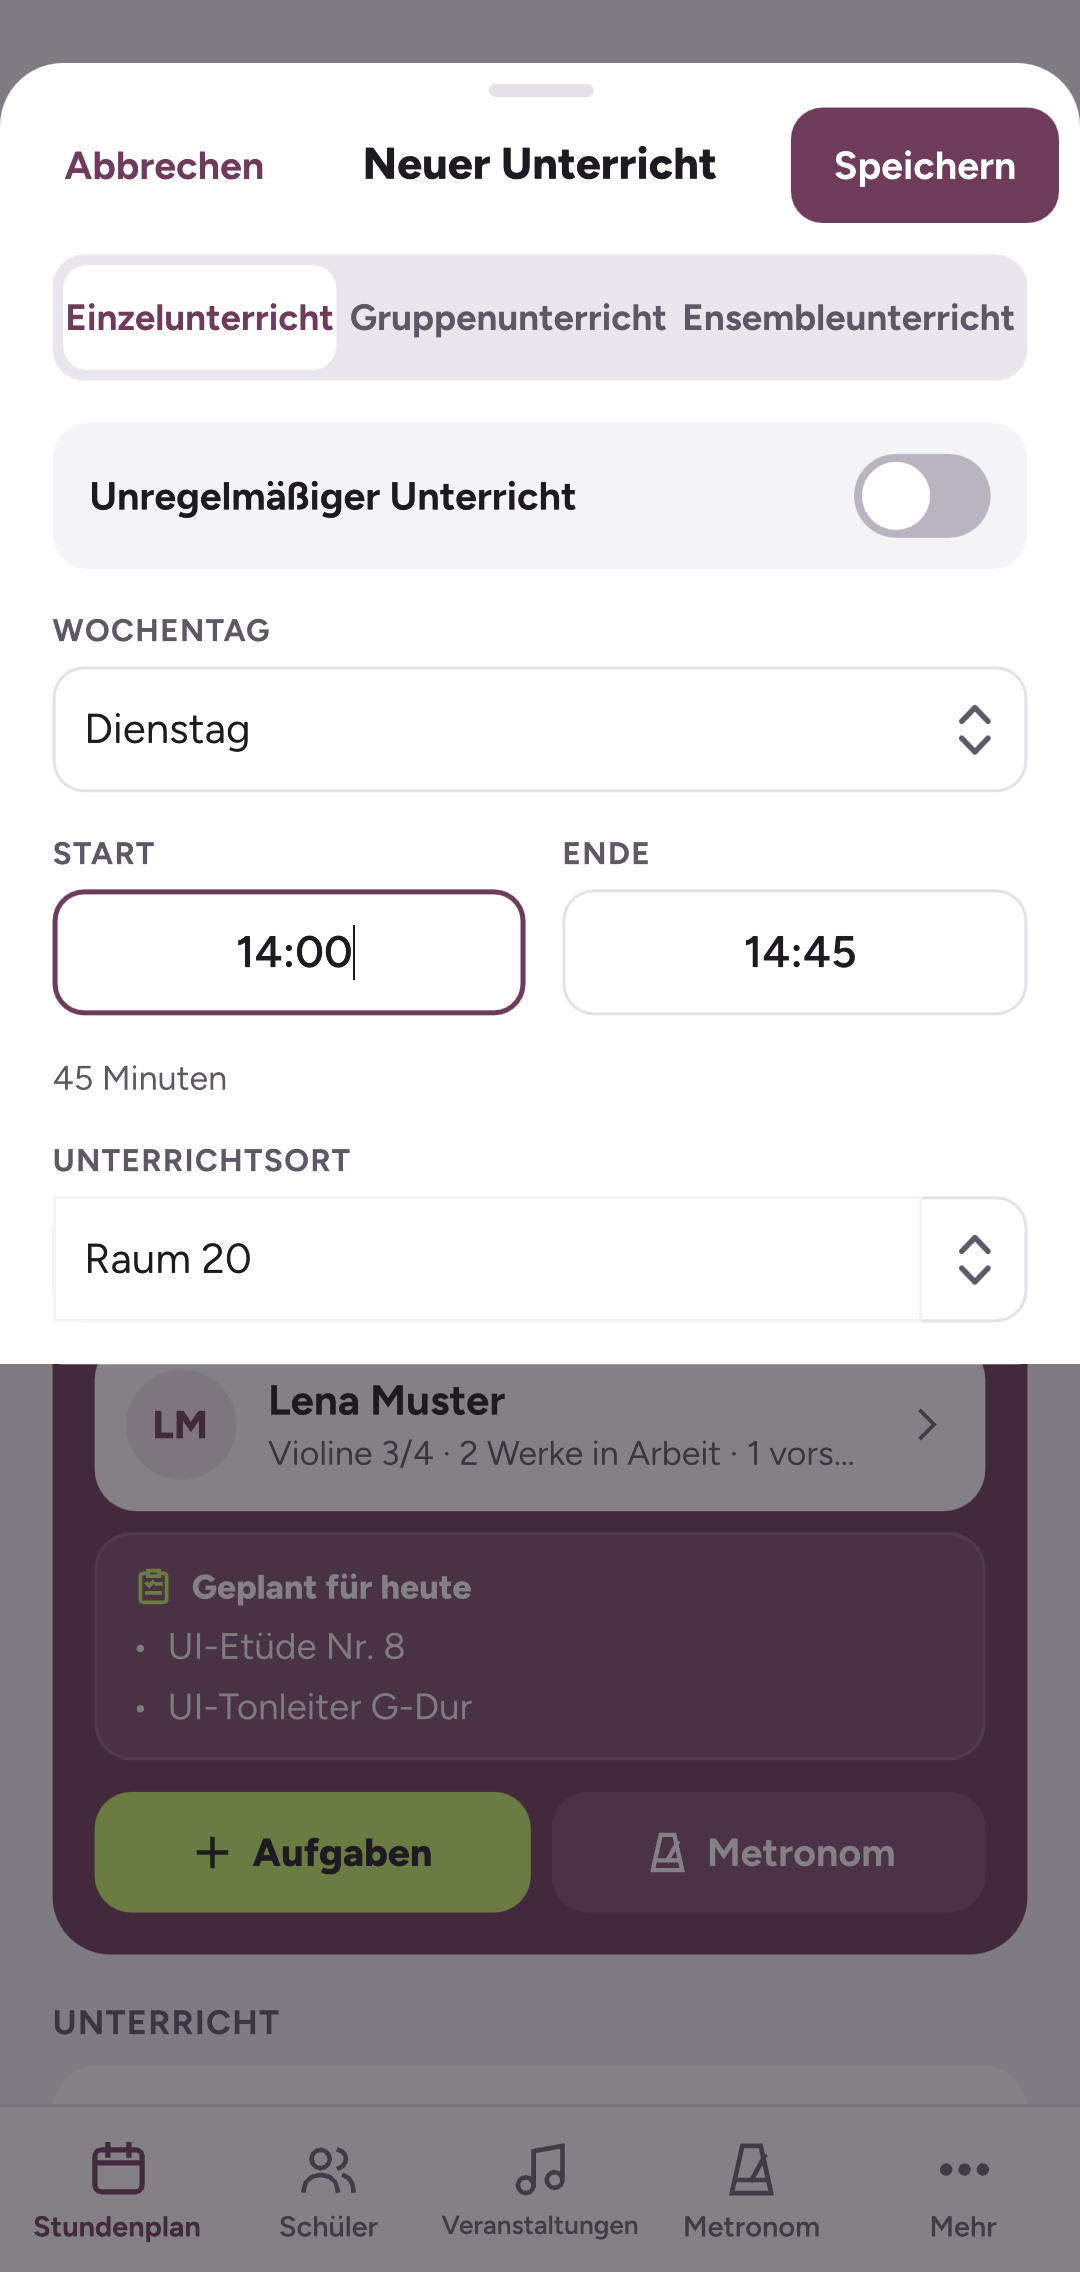 Abbrechen
Neuer Unterricht
Speichern
Einzelunterricht Gruppenunterricht Ensembleunterricht
Unregelmäßiger Unterricht
WOCHENTAG
Dienstag
START ENDE
14:00 14:45
45 Minuten
UNTERRICHTSORT
Raum 20
LM
Lena Muster
Violine 3/4 · 2 Werke in Arbeit · 1 vors...
Geplant für heute
• UI-Etüde Nr. 8
• UI-Tonleiter G-Dur
+ Aufgaben
Metronom
UNTERRICHT
Stundenplan Schüler Veranstaltungen Metronom Mehr